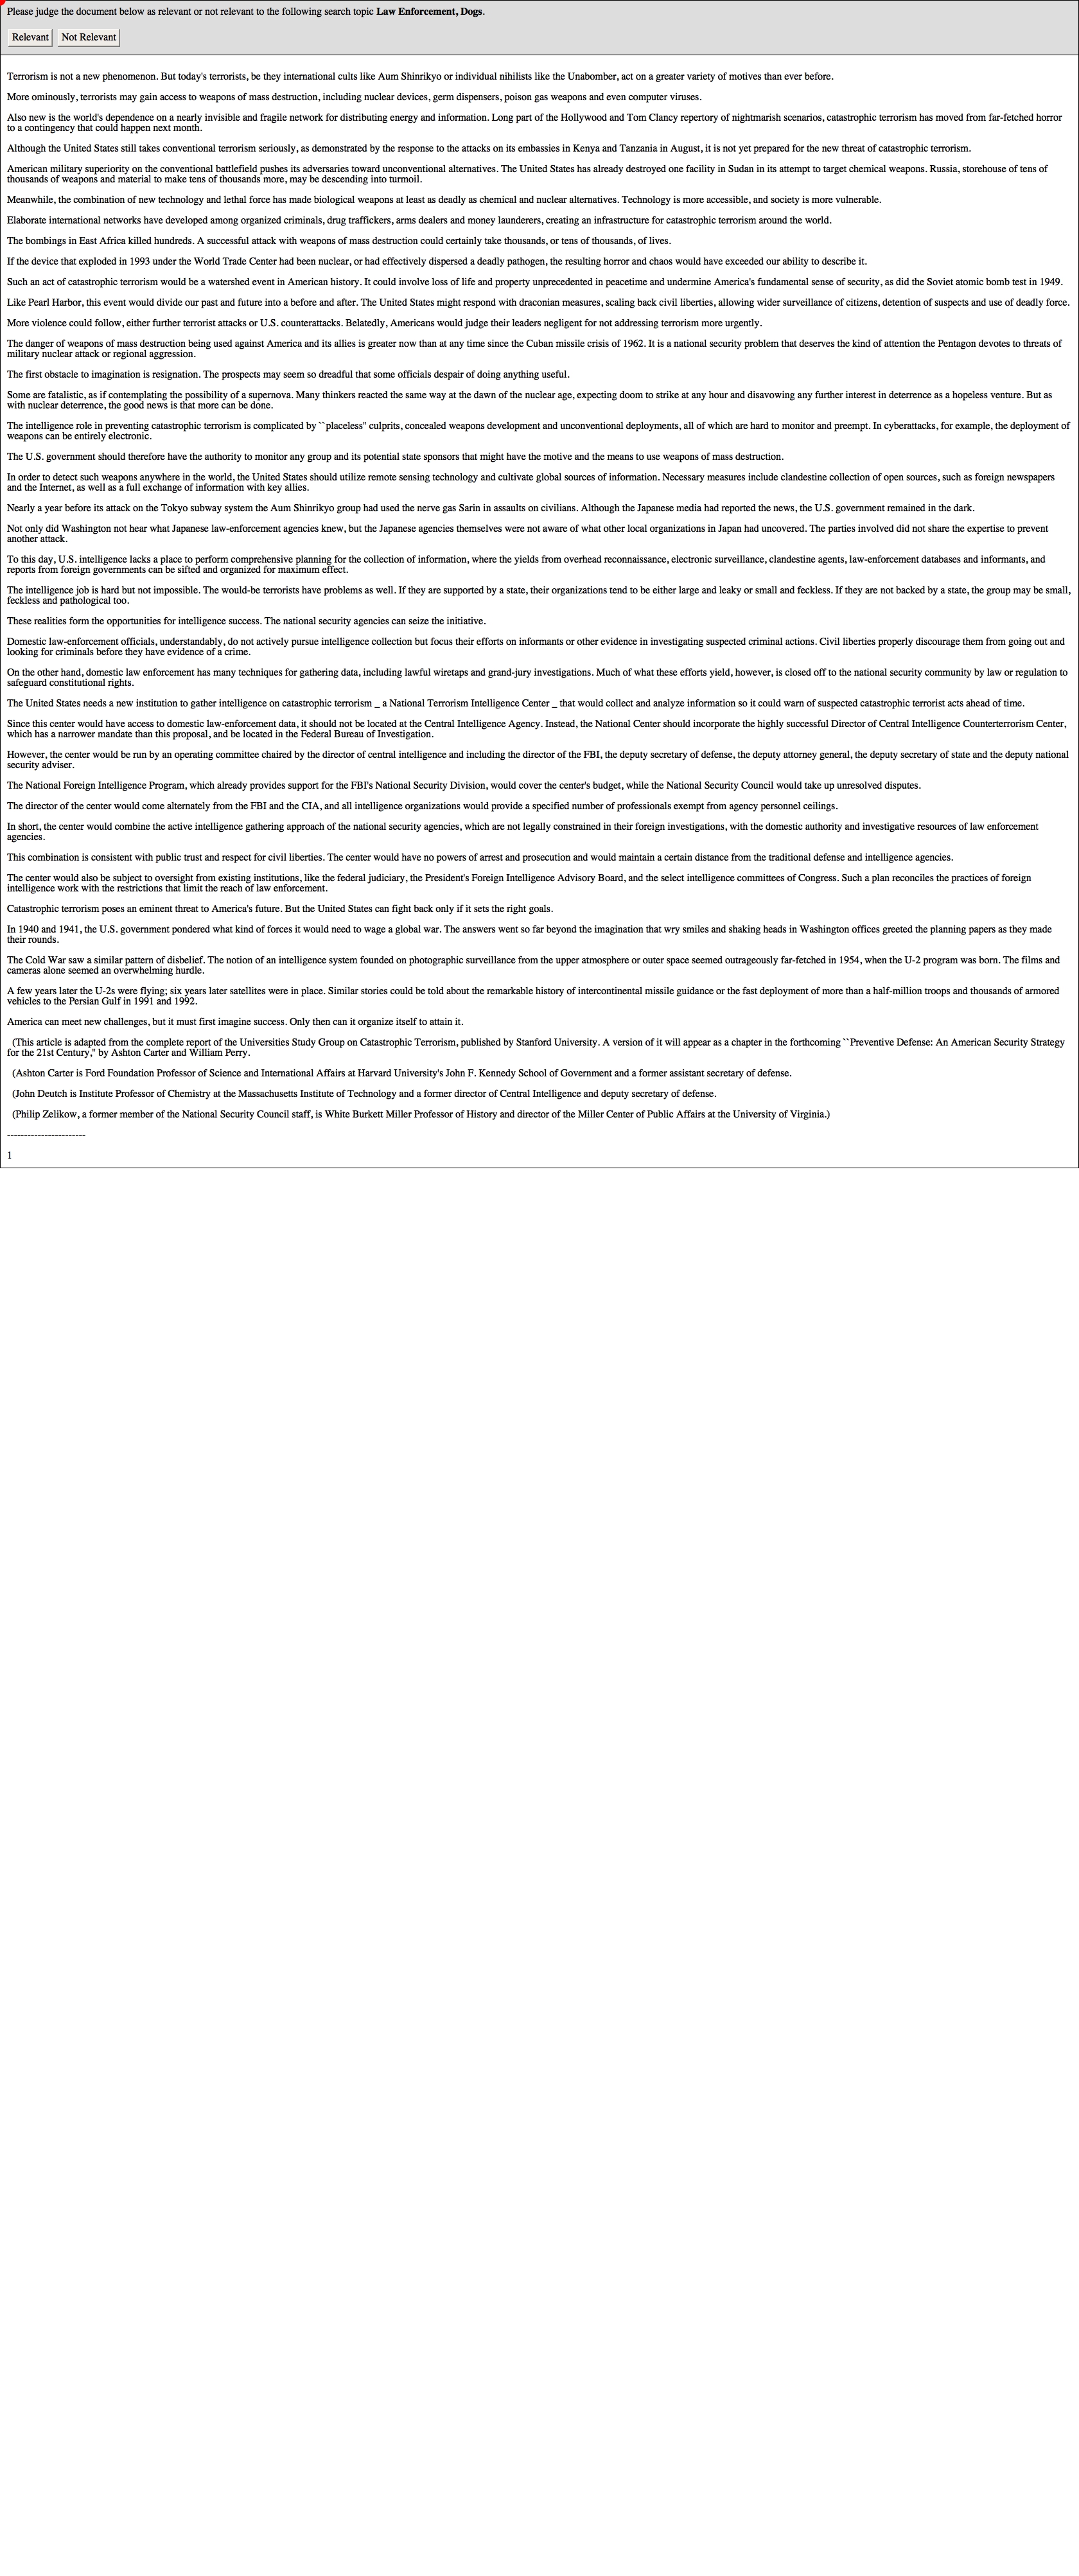 Please judge the document below as relevant or not relevant to the following search topic Law Enforcement, Dogs.
Relevant Not Relevant
Terrorism is not a new phenomenon. But today's terrorists, be they international cults like Aum Shinrikyo or individual nihilists like the Unabomber, act on a greater variety of motives than ever before.
More ominously, terrorists may gain access to weapons of mass destruction, including nuclear devices, germ dispensers, poison gas weapons and even computer viruses.
Also new is the world's dependence on a nearly invisible and fragile network for distributing energy and information. Long part of the Hollywood and Tom Clancy repertory of nightmarish scenarios, catastrophic terrorism has moved from far-fetched horror
to a contingency that could happen next month.
Although the United States still takes conventional terrorism seriously, as demonstrated by the response to the attacks on its embassies in Kenya and Tanzania in August, it is not yet prepared for the new threat of catastrophic terrorism.
American military superiority on the conventional battlefield pushes its adversaries toward unconventional alternatives. The United States has already destroyed one facility in Sudan in its attempt to target chemical weapons. Russia, storehouse of tens of
thousands of weapons and material to make tens of thousands more, may be descending into turmoil.
Meanwhile, the combination of new technology and lethal force has made biological weapons at least as deadly as chemical and nuclear alternatives. Technology is more accessible, and society is more vulnerable.
Elaborate international networks have developed among organized criminals, drug traffickers, arms dealers and money launderers, creating an infrastructure for catastrophic terrorism around the world.
The bombings in East Africa killed hundreds. A successful attack with weapons of mass destruction could certainly take thousands, or tens of thousands, of lives.
If the device that exploded in 1993 under the World Trade Center had been nuclear, or had effectively dispersed a deadly pathogen, the resulting horror and chaos would have exceeded our ability to describe it.
Such an act of catastrophic terrorism would be a watershed event in American history. It could involve loss of life and property unprecedented in peacetime and undermine America's fundamental sense of security, as did the Soviet atomic bomb test in 1949.
Like Pearl Harbor, this event would divide our past and future into a before and after. The United States might respond with draconian measures, scaling back civil liberties, allowing wider surveillance of citizens, detention of suspects and use of deadly force.
More violence could follow, either further terrorist attacks or U.S. counterattacks. Belatedly, Americans would judge their leaders negligent for not addressing terrorism more urgently.
The danger of weapons of mass destruction being used against America and its allies is greater now than at any time since the Cuban missile crisis of 1962. It is a national security problem that deserves the kind of attention the Pentagon devotes to threats of
military nuclear attack or regional aggression.
The first obstacle to imagination is resignation. The prospects may seem so dreadful that some officials despair of doing anything useful.
Some are fatalistic, as if contemplating the possibility of a supernova. Many thinkers reacted the same way at the dawn of the nuclear age, expecting doom to strike at any hour and disavowing any further interest in deterrence as a hopeless venture. But as
with nuclear deterrence, the good news is that more can be done.
The intelligence role in preventing catastrophic terrorism is complicated by ``placeless'' culprits, concealed weapons development and unconventional deployments, all of which are hard to monitor and preempt. In cyberattacks, for example, the deployment of
weapons can be entirely electronic.
The U.S. government should therefore have the authority to monitor any group and its potential state sponsors that might have the motive and the means to use weapons of mass destruction.
In order to detect such weapons anywhere in the world, the United States should utilize remote sensing technology and cultivate global sources of information. Necessary measures include clandestine collection of open sources, such as foreign newspapers
and the Internet, as well as a full exchange of information with key allies.
Nearly a year before its attack on the Tokyo subway system the Aum Shinrikyo group had used the nerve gas Sarin in assaults on civilians. Although the Japanese media had reported the news, the U.S. government remained in the dark.
Not only did Washington not hear what Japanese law-enforcement agencies knew, but the Japanese agencies themselves were not aware of what other local organizations in Japan had uncovered. The parties involved did not share the expertise to prevent
another attack.
To this day, U.S. intelligence lacks a place to perform comprehensive planning for the collection of information, where the yields from overhead reconnaissance, electronic surveillance, clandestine agents, law-enforcement databases and informants, and
reports from foreign governments can be sifted and organized for maximum effect.
The intelligence job is hard but not impossible. The would-be terrorists have problems as well. If they are supported by a state, their organizations tend to be either large and leaky or small and feckless. If they are not backed by a state, the group may be small,
feckless and pathological too.
These realities form the opportunities for intelligence success. The national security agencies can seize the initiative.
Domestic law-enforcement officials, understandably, do not actively pursue intelligence collection but focus their efforts on informants or other evidence in investigating suspected criminal actions. Civil liberties properly discourage them from going out and
looking for criminals before they have evidence of a crime.
On the other hand, domestic law enforcement has many techniques for gathering data, including lawful wiretaps and grand-jury investigations. Much of what these efforts yield, however, is closed off to the national security community by law or regulation to
safeguard constitutional rights.
The United States needs a new institution to gather intelligence on catastrophic terrorism _ a National Terrorism Intelligence Center _ that would collect and analyze information so it could warn of suspected catastrophic terrorist acts ahead of time.
Since this center would have access to domestic law-enforcement data, it should not be located at the Central Intelligence Agency. Instead, the National Center should incorporate the highly successful Director of Central Intelligence Counterterrorism Center,
which has a narrower mandate than this proposal, and be located in the Federal Bureau of Investigation.
However, the center would be run by an operating committee chaired by the director of central intelligence and including the director of the FBI, the deputy secretary of defense, the deputy attorney general, the deputy secretary of state and the deputy national
security adviser.
The National Foreign Intelligence Program, which already provides support for the FBI's National Security Division, would cover the center's budget, while the National Security Council would take up unresolved disputes.
The director of the center would come alternately from the FBI and the CIA, and all intelligence organizations would provide a specified number of professionals exempt from agency personnel ceilings.
In short, the center would combine the active intelligence gathering approach of the national security agencies, which are not legally constrained in their foreign investigations, with the domestic authority and investigative resources of law enforcement
agencies.
This combination is consistent with public trust and respect for civil liberties. The center would have no powers of arrest and prosecution and would maintain a certain distance from the traditional defense and intelligence agencies.
The center would also be subject to oversight from existing institutions, like the federal judiciary, the President's Foreign Intelligence Advisory Board, and the select intelligence committees of Congress. Such a plan reconciles the practices of foreign
intelligence work with the restrictions that limit the reach of law enforcement.
Catastrophic terrorism poses an eminent threat to America's future. But the United States can fight back only if it sets the right goals.
In 1940 and 1941, the U.S. government pondered what kind of forces it would need to wage a global war. The answers went so far beyond the imagination that wry smiles and shaking heads in Washington offices greeted the planning papers as they made
their rounds.
The Cold War saw a similar pattern of disbelief. The notion of an intelligence system founded on photographic surveillance from the upper atmosphere or outer space seemed outrageously far-fetched in 1954, when the U-2 program was born. The films and
cameras alone seemed an overwhelming hurdle.
A few years later the U-2s were flying; six years later satellites were in place. Similar stories could be told about the remarkable history of intercontinental missile guidance or the fast deployment of more than a half-million troops and thousands of armored
vehicles to the Persian Gulf in 1991 and 1992.
America can meet new challenges, but it must first imagine success. Only then can it organize itself to attain it.
(This article is adapted from the complete report of the Universities Study Group on Catastrophic Terrorism, published by Stanford University. A version of it will appear as a chapter in the forthcoming ``Preventive Defense: An American Security Strategy
for the 21st Century,'' by Ashton Carter and William Perry.
(Ashton Carter is Ford Foundation Professor of Science and International Affairs at Harvard University's John F. Kennedy School of Government and a former assistant secretary of defense.
(John Deutch is Institute Professor of Chemistry at the Massachusetts Institute of Technology and a former director of Central Intelligence and deputy secretary of defense.
(Philip Zelikow, a former member of the National Security Council staff, is White Burkett Miller Professor of History and director of the Miller Center of Public Affairs at the University of Virginia.)
-----------------------
1